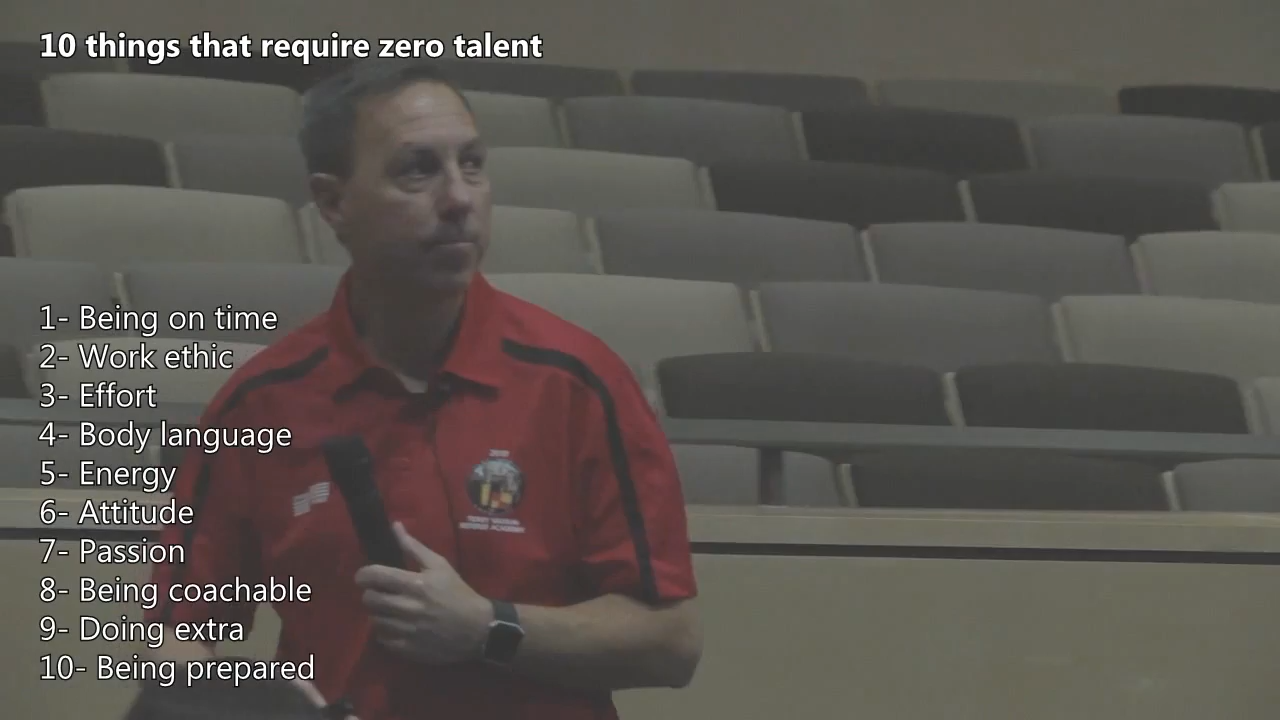 10 things that require zero talent
1- Being on time
2- Work ethic
3- Effort
4- Body language
5- Energy
6- Attitude
7- Passion
8- Being coachable
9- Doing extra
10- Being prepared